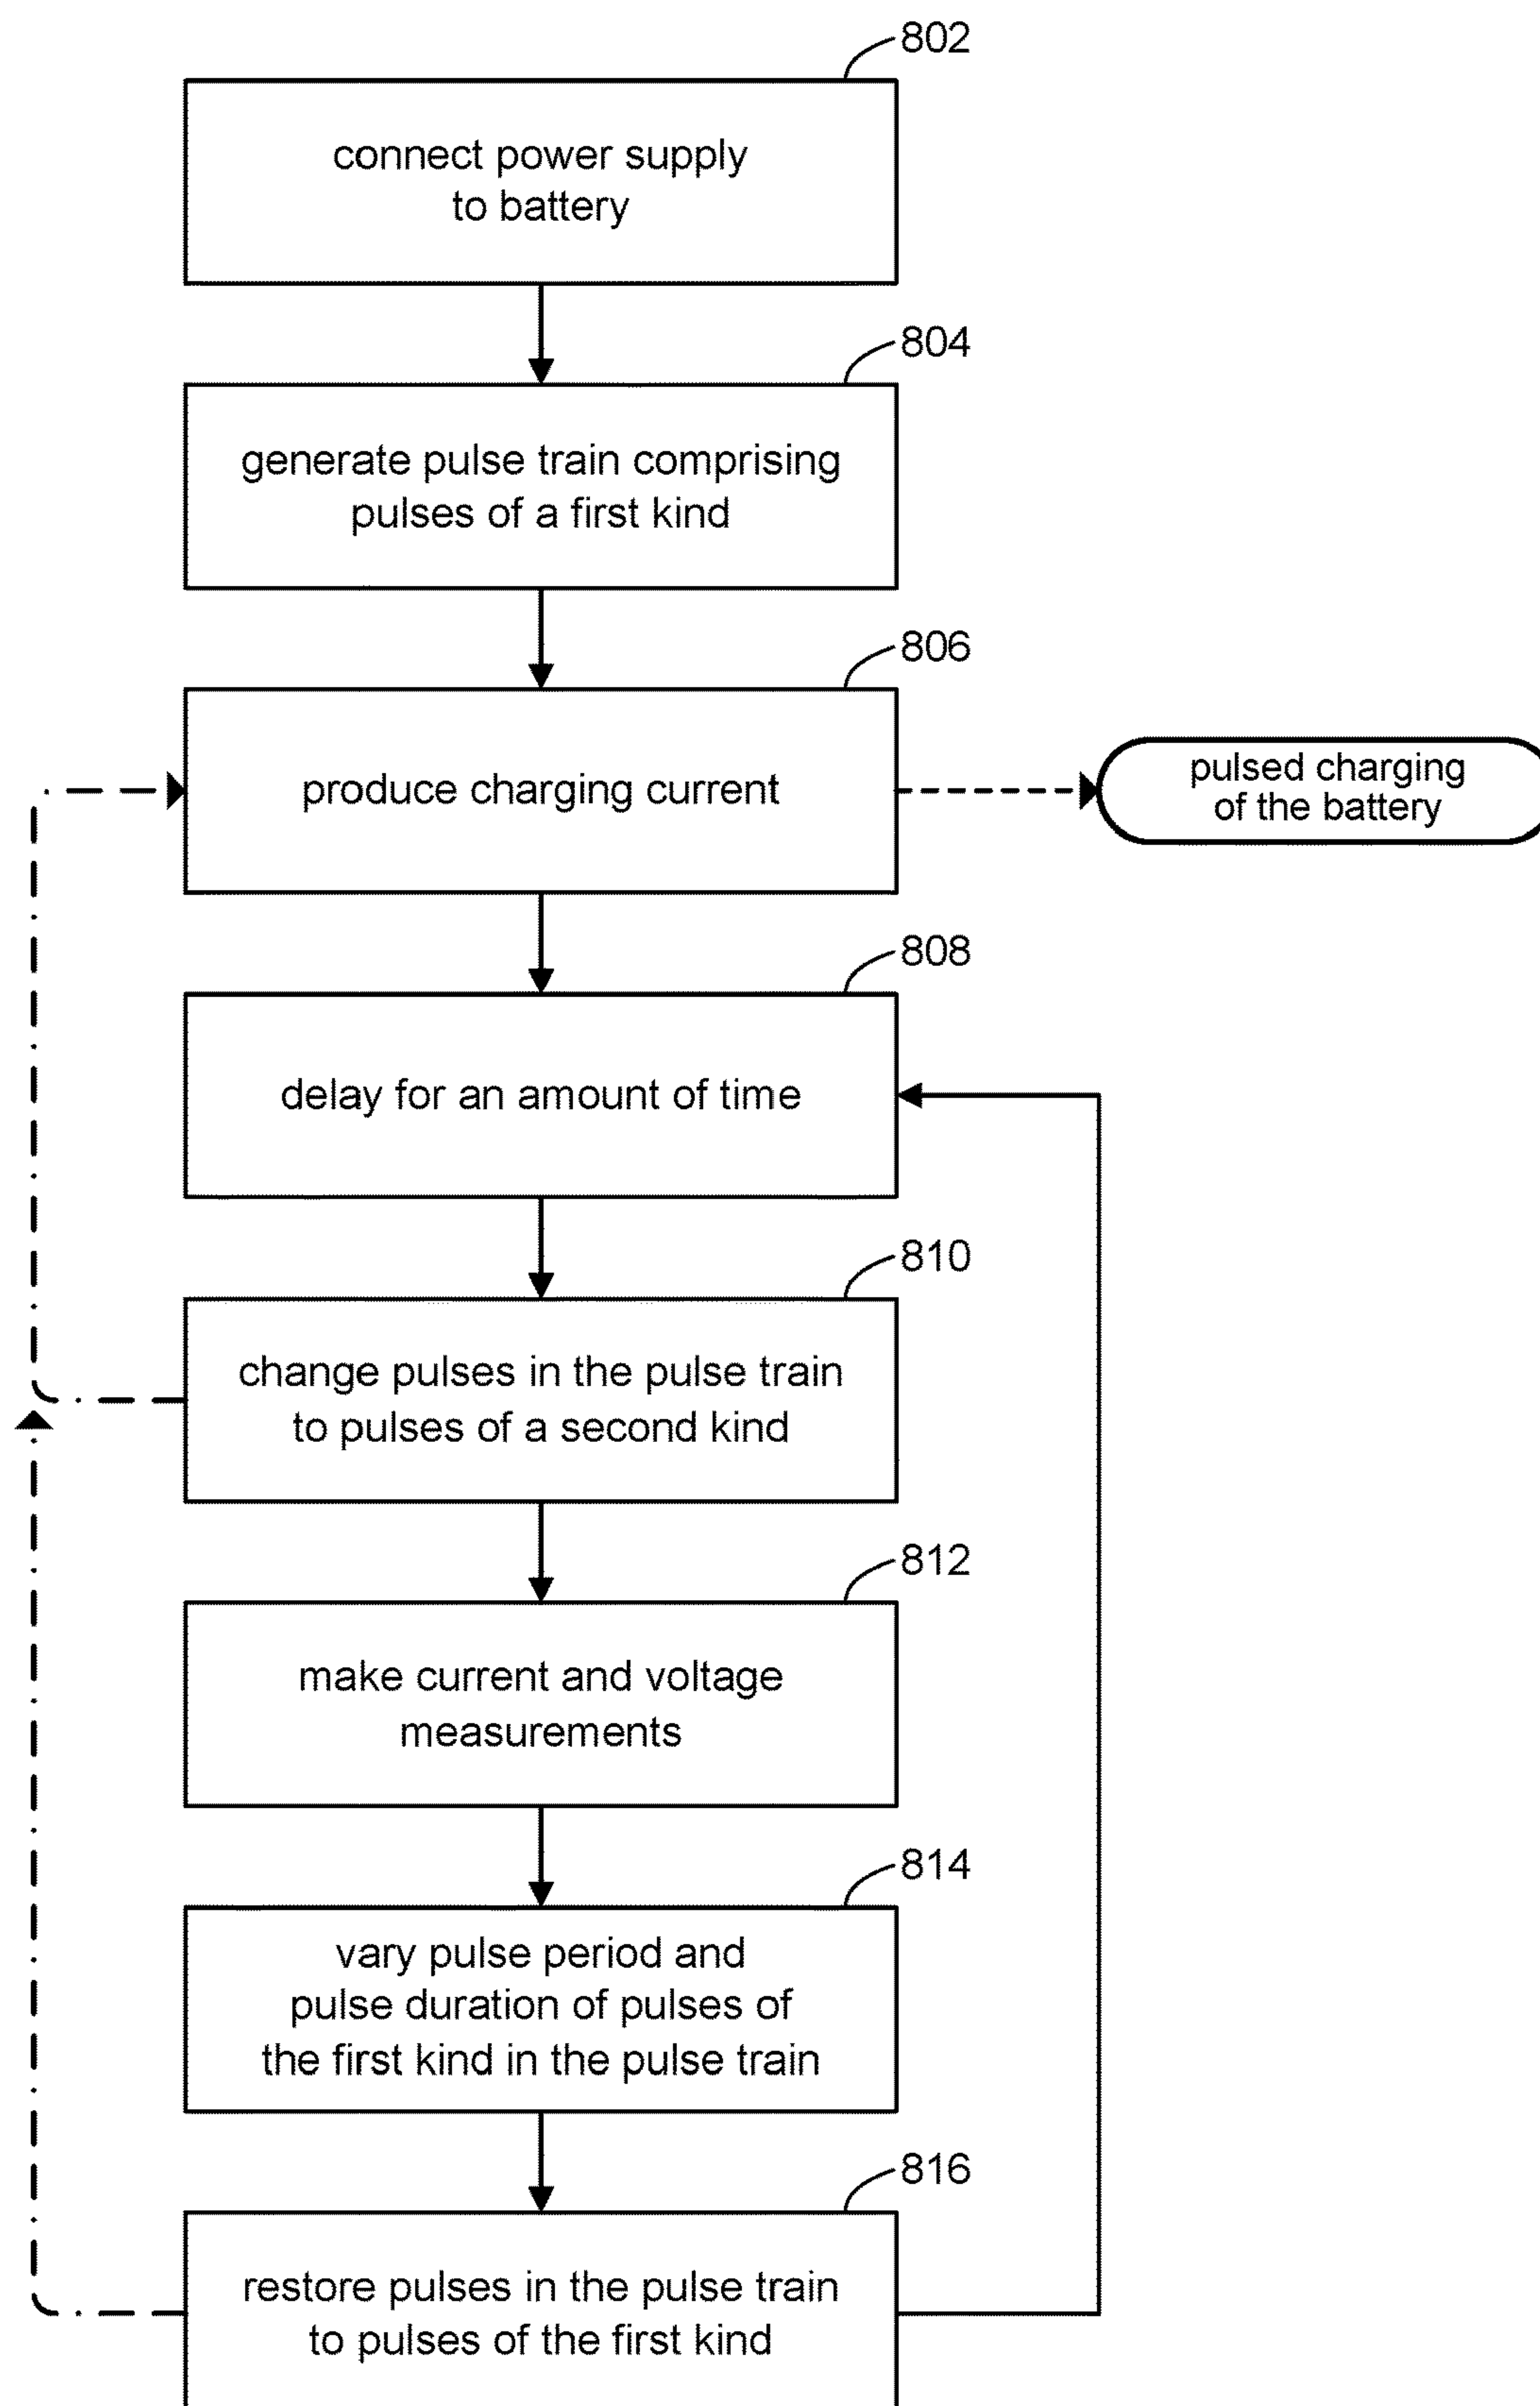 802
connect power supply
to battery
804
generate pulse train comprising
pulses of a first kind
806
produce charging current
pulsed charging
of the battery
808
delay for an amount of time
810
change pulses in the pulse train
to pulses of a second kind
812
make current and voltage
measurements
814
vary pulse period and
pulse duration of pulses of
the first kind in the pulse train
816
restore pulses in the pulse train
to pulses of the first kind